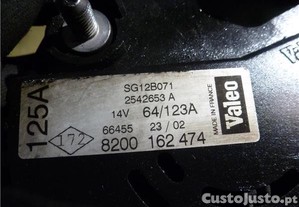 125A
SG12B071
2542653 A
14V 64/123A
66455 23/02
172 8200 162 474
MADE IN FRANCE
Valeo
CustoJusto.pt